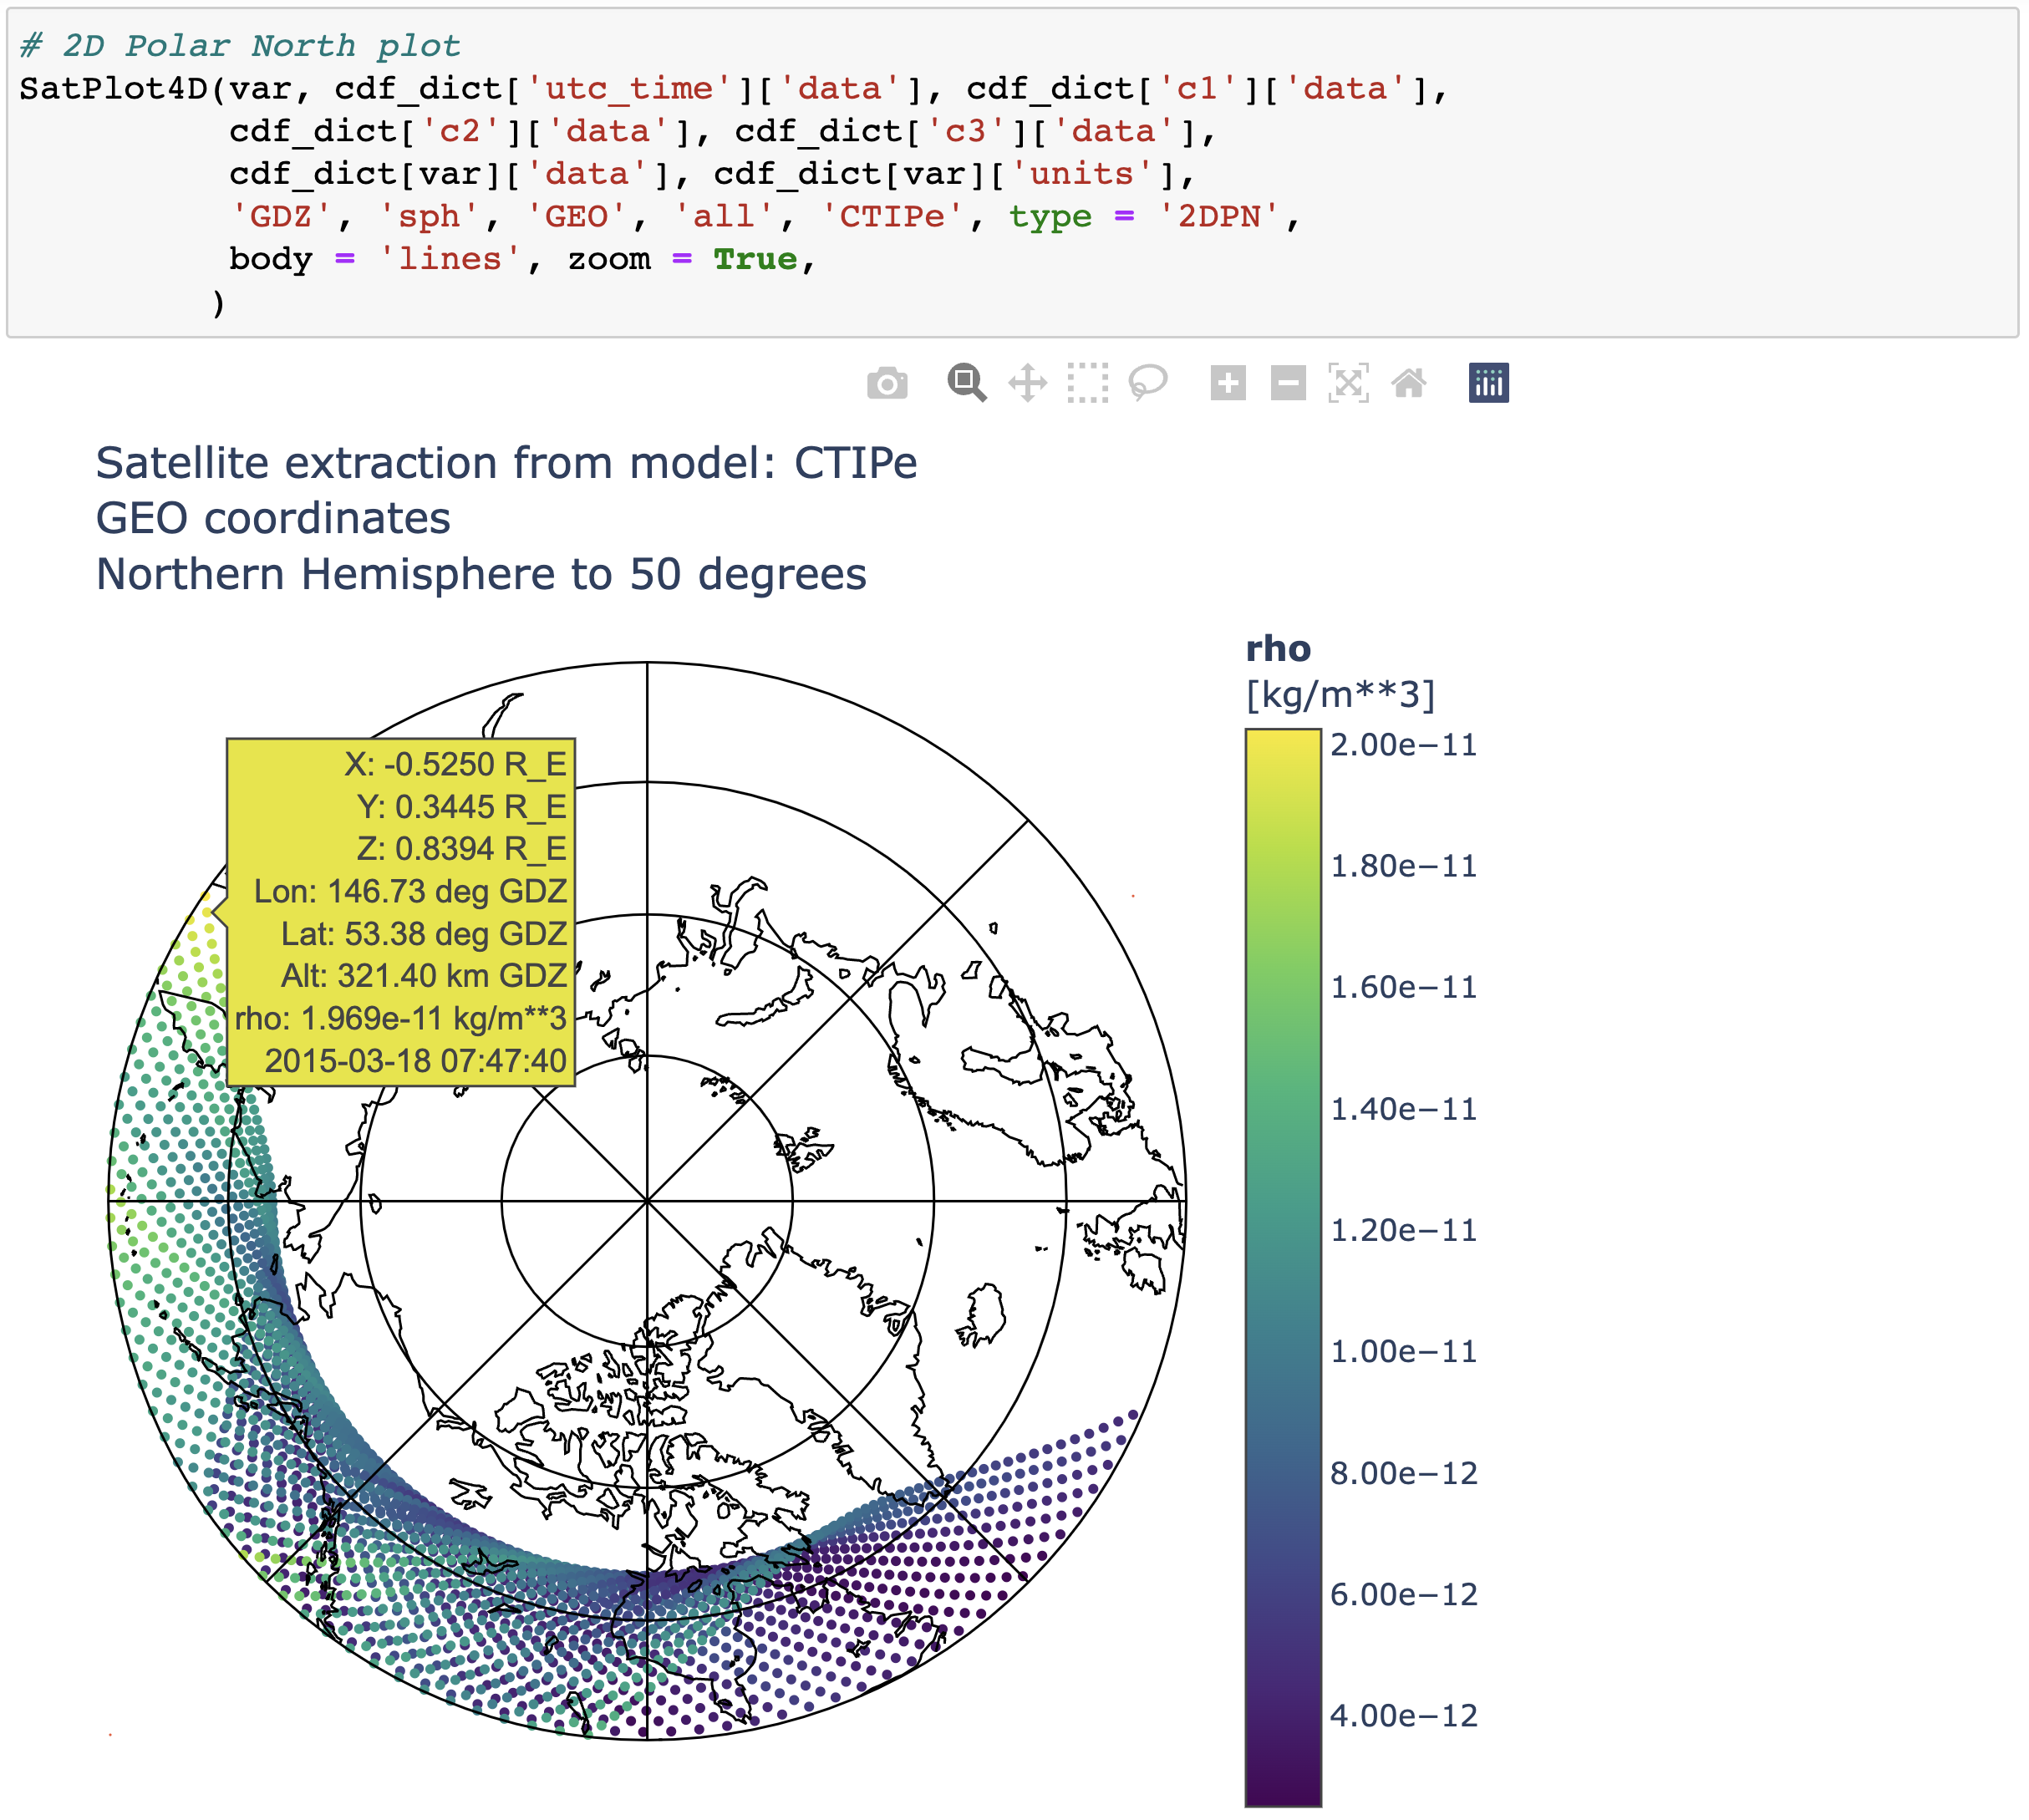 # 2D Polar North plot
SatPlot4D(var, cdf_dict['utc_time']['data'], cdf_dict['c1']['data'],
cdf_dict['c2']['data'], cdf_dict['c3']['data'],
cdf_dict[var]['data'], cdf_dict[var]['units'],
'GDZ', 'sph', 'GEO', 'all', 'CTIPe', type = '2DPN',
body = 'lines', zoom = True,
)
Satellite extraction from model: CTIPe
GEO coordinates
Northern Hemisphere to 50 degrees
X: -0.5250 R_E
Y: 0.3445 R_E
Z: 0.8394 R_E
Lon: 146.73 deg GDZ
Lat: 53.38 deg GDZ
Alt: 321.40 km GDZ
rho: 1.969e-11 kg/m**3
2015-03-18 07:47:40
rho
[kg/m**3]
2.00e−11
1.80e−11
1.60e−11
1.40e−11
1.20e−11
1.00e−11
8.00e−12
6.00e−12
4.00e−12